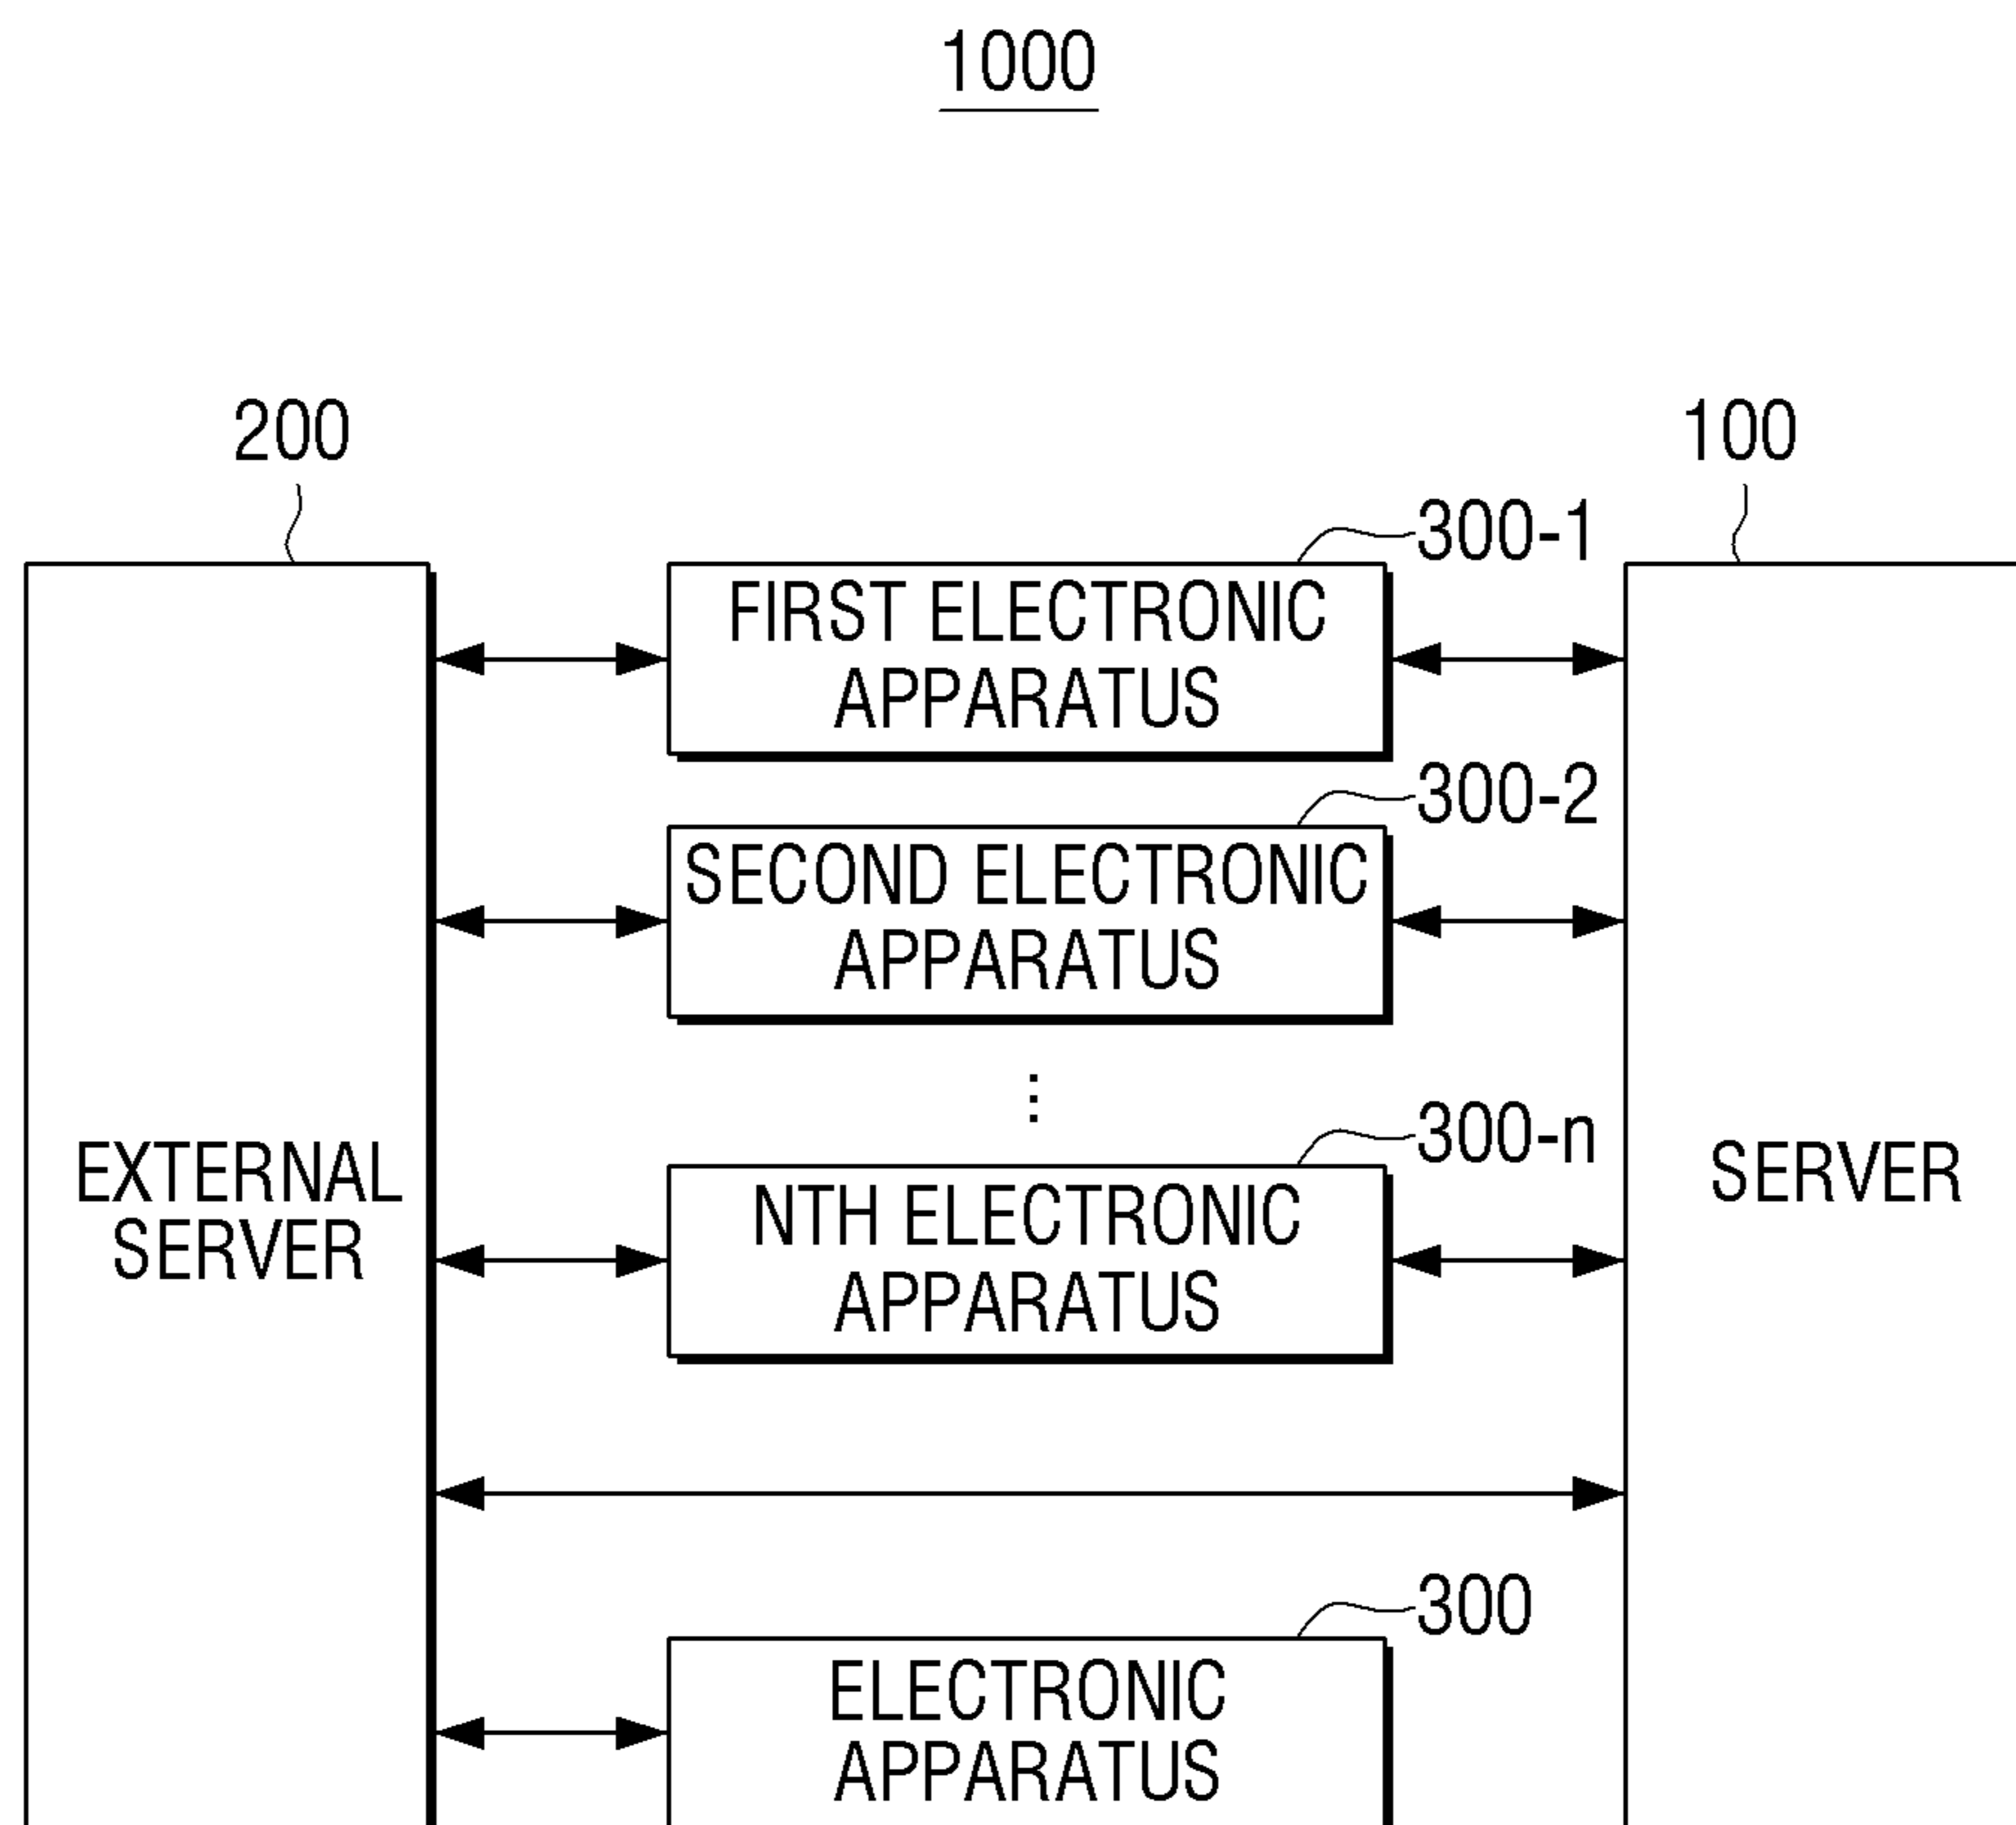 1000
200
100
300-1
FIRST ELECTRONIC
APPARATUS
300-2
SECOND ELECTRONIC
APPARATUS
300-n
NTH ELECTRONIC
APPARATUS
EXTERNAL
SERVER
SERVER
300
ELECTRONIC
APPARATUS